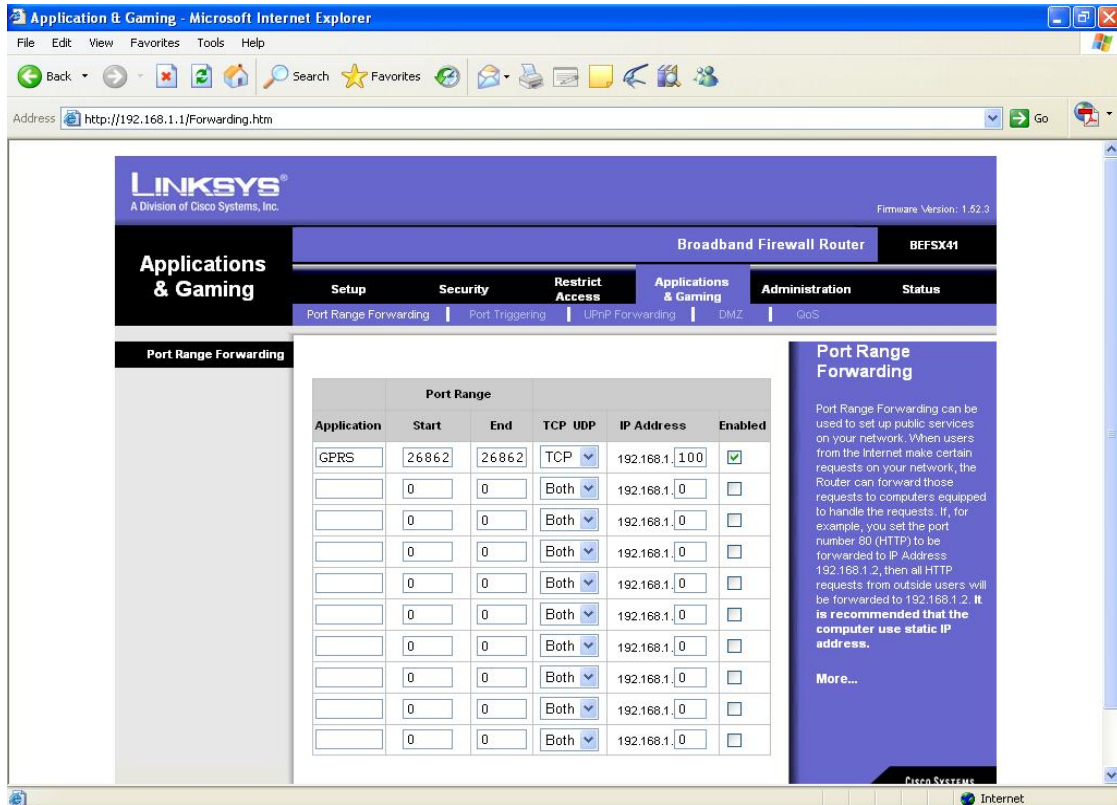 Application & Gaming - Microsoft Internet Explorer
File Edit View Favorites Tools Help
Back Search Favorites
Address http://192.168.1.1/Forwarding.htm Go
LINKSYS®
A Division of Cisco Systems, Inc.
Firmware Version: 1.52.3
Broadband Firewall Router BEFSX41
Applications & Gaming
Setup Security Restrict Access Applications & Gaming Administration Status
Port Range Forwarding Port Triggering UPnP Forwarding DMZ QoS
Port Range Forwarding
Port Range
Application Start End TCP UDP IP Address Enabled
GPRS 26862 26862 TCP 192.168.1. 100
0 0 Both 192.168.1. 0
0 0 Both 192.168.1. 0
0 0 Both 192.168.1. 0
0 0 Both 192.168.1. 0
0 0 Both 192.168.1. 0
0 0 Both 192.168.1. 0
0 0 Both 192.168.1. 0
0 0 Both 192.168.1. 0
0 0 Both 192.168.1. 0
Port Range
Forwarding
Port Range Forwarding can be
used to set up public services
on your network. When users
from the Internet make certain
requests on your network, the
Router can forward those
requests to computers equipped
to handle the requests. If, for
example, you set the port
number 80 (HTTP) to be
forwarded to IP Address
192.168.1.2, then all HTTP
requests from outside users will
be forwarded to 192.168.1.2. It
is recommended that the
computer use static IP
address.
More...
CISCO SYSTEMS
Internet